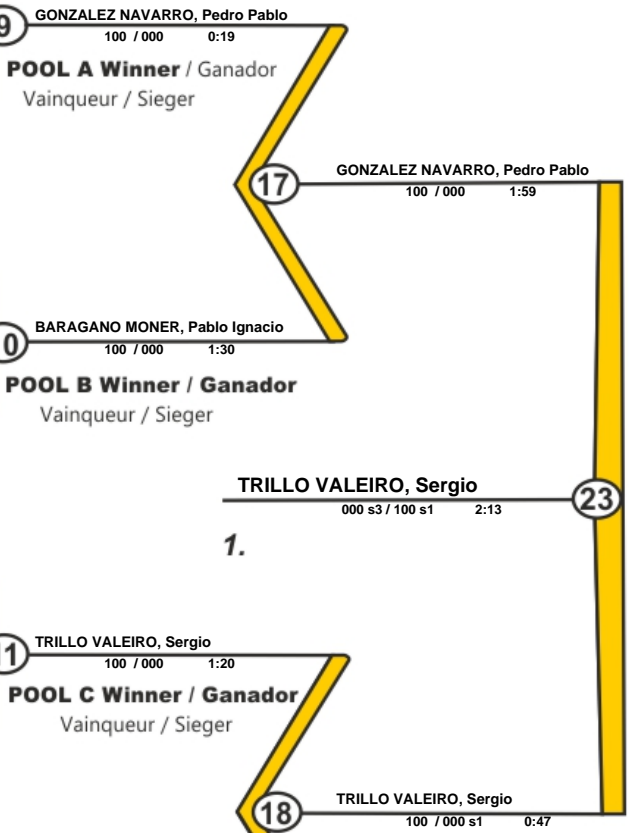 9
GONZALEZ NAVARRO, Pedro Pablo
100 / 000 0:19
POOL A Winner / Ganador
Vainqueur / Sieger
17
GONZALEZ NAVARRO, Pedro Pablo
100 / 000 1:59
0
BARAGANO MONER, Pablo Ignacio
100 / 000 1:30
POOL B Winner / Ganador
Vainqueur / Sieger
TRILLO VALEIRO, Sergio
23
000 s3 / 100 s1 2:13
1.
1
TRILLO VALEIRO, Sergio
100 / 000 1:20
POOL C Winner / Ganador
Vainqueur / Sieger
18
TRILLO VALEIRO, Sergio
100 / 000 s1 0:47